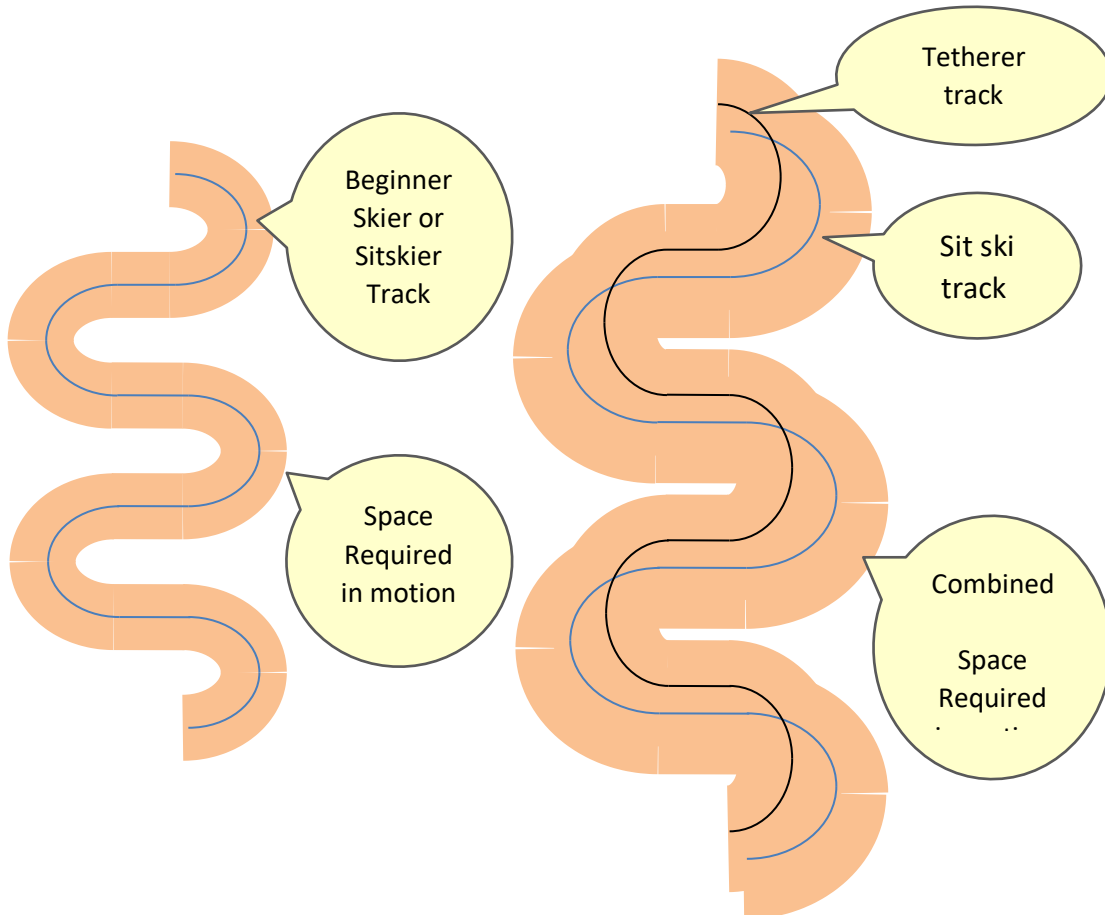 Beginner
Skier or
Sitskier
Track
Space
Required
in motion
Tetherer
track
Sit ski
track
Combined
Space
Required